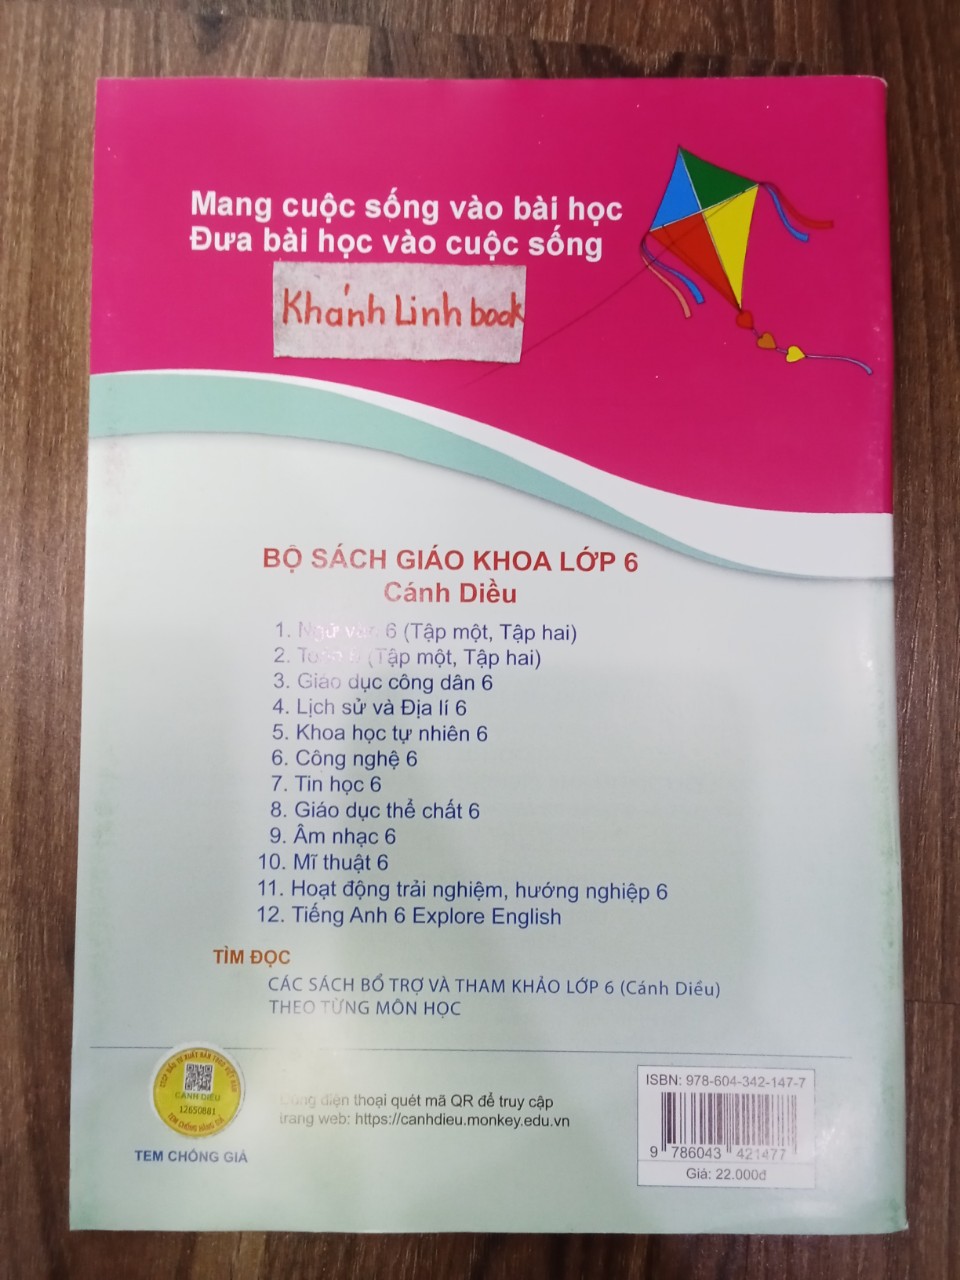 Mang cuộc sống vào bài học
Đưa bài học vào cuộc sống
Khánh Linh book
BỘ SÁCH GIÁO KHOA LỚP 6
Cánh Diều
1. Ngữ văn 6 (Tập một, Tập hai)
2. Toán 6 (Tập một, Tập hai)
3. Giáo dục công dân 6
4. Lịch sử và Địa lí 6
5. Khoa học tự nhiên 6
6. Công nghệ 6
7. Tin học 6
8. Giáo dục thể chất 6
9. Âm nhạc 6
10. Mĩ thuật 6
11. Hoạt động trải nghiệm, hướng nghiệp 6
12. Tiếng Anh 6 Explore English
TÌM ĐỌC
CÁC SÁCH BỔ TRỢ VÀ THAM KHẢO LỚP 6 (Cánh Diều)
THEO TỪNG MÔN HỌC
CÁNH DIỀU
12650881
TEM CHỐNG GIẢ
Dùng điện thoại quét mã QR để truy cập
trang web: https://canhdieu.monkey.edu.vn
ISBN: 978-604-342-147-7
9 786043 421477
Giá: 22.000đ